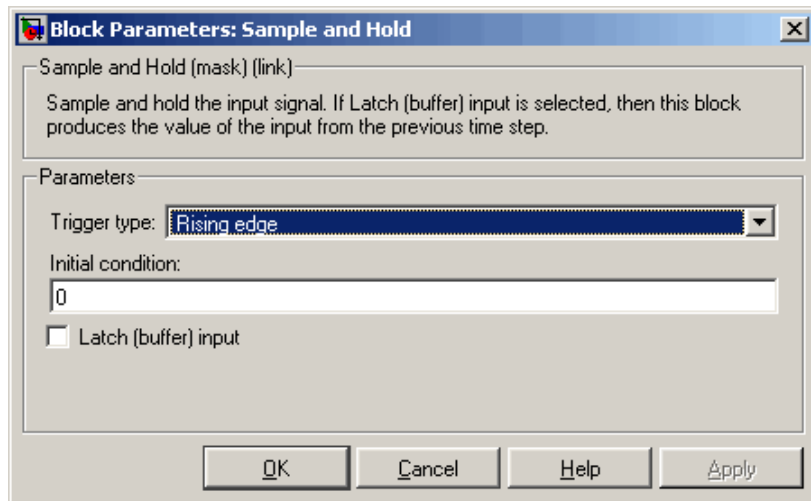 Block Parameters: Sample and Hold
Sample and Hold (mask) (link)
Sample and hold the input signal. If Latch (buffer) input is selected, then this block
produces the value of the input from the previous time step.
Parameters
Trigger type: Rising edge
Initial condition:
0
Latch (buffer) input
OK Cancel Help Apply